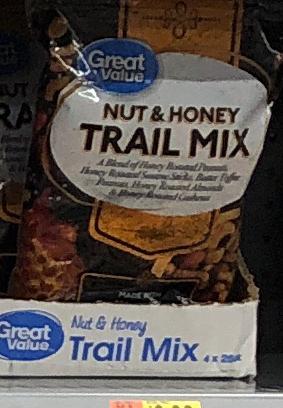 Great
Value
NUT & HONEY
TRAIL MIX
A Blend of Honey Roasted Peanuts,
Honey Roasted Sesame Sticks, Butter Toffee
Peanuts, Honey Roasted Almonds
& Honey Roasted Cashews
MADE
Great
Value
Nut & Honey
Trail Mix